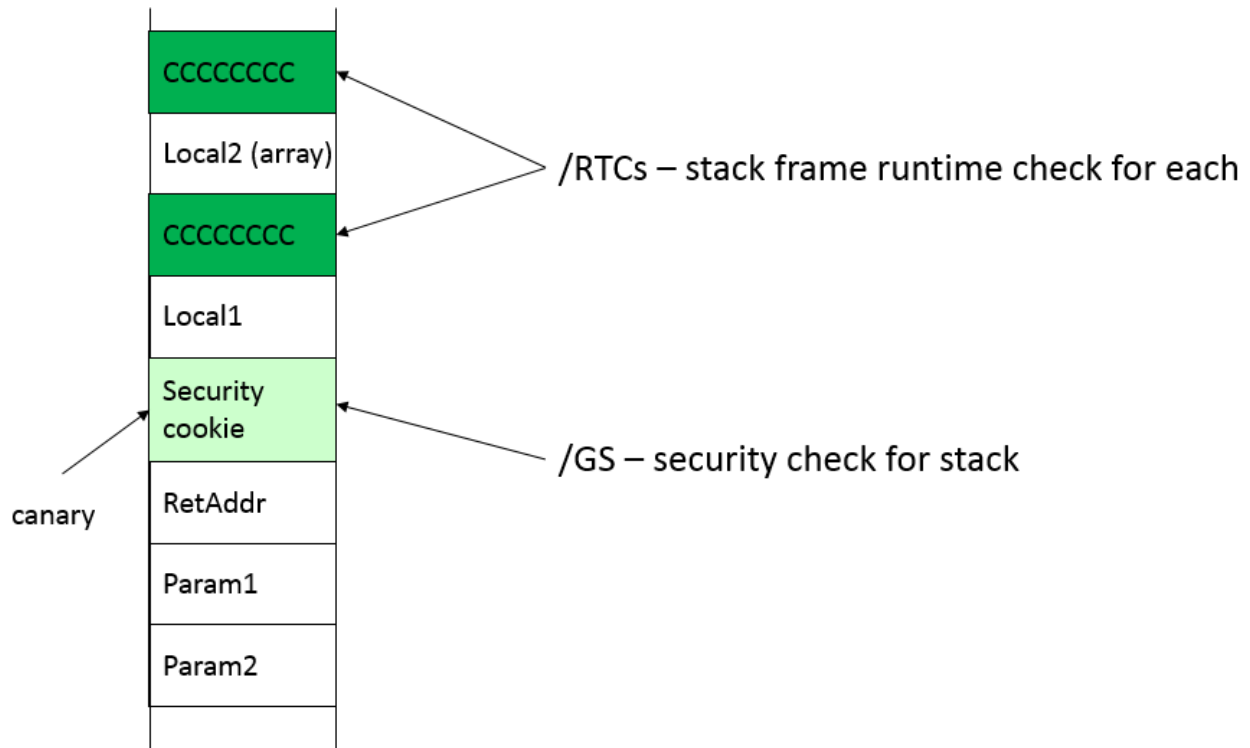 CCCCCCCC
Local2 (array)
/RTCs – stack frame runtime check for each
CCCCCCCC
Local1
Security
cookie
/GS – security check for stack
canary
RetAddr
Param1
Param2